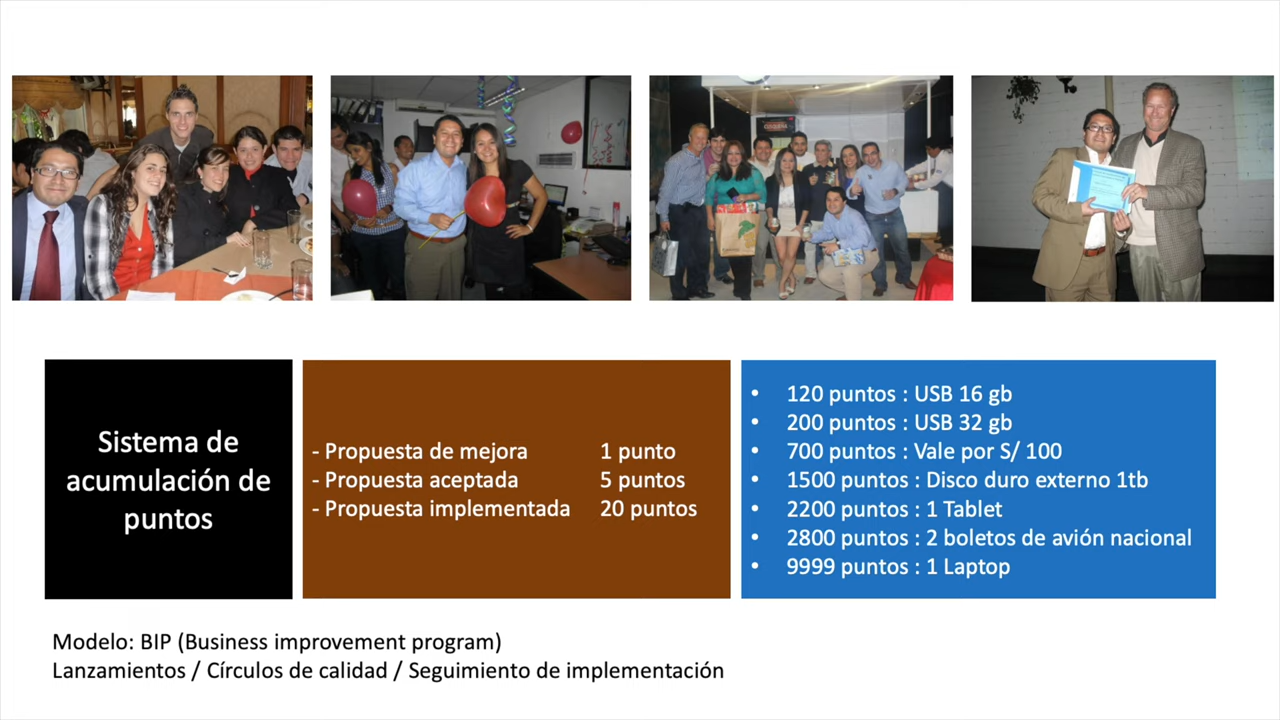 Sistema de
acumulación de
puntos
- Propuesta de mejora 1 punto
- Propuesta aceptada 5 puntos
- Propuesta implementada 20 puntos
• 120 puntos : USB 16 gb
• 200 puntos : USB 32 gb
• 700 puntos : Vale por S/ 100
• 1500 puntos : Disco duro externo 1tb
• 2200 puntos : 1 Tablet
• 2800 puntos : 2 boletos de avión nacional
• 9999 puntos : 1 Laptop
Modelo: BIP (Business improvement program)
Lanzamientos / Círculos de calidad / Seguimiento de implementación